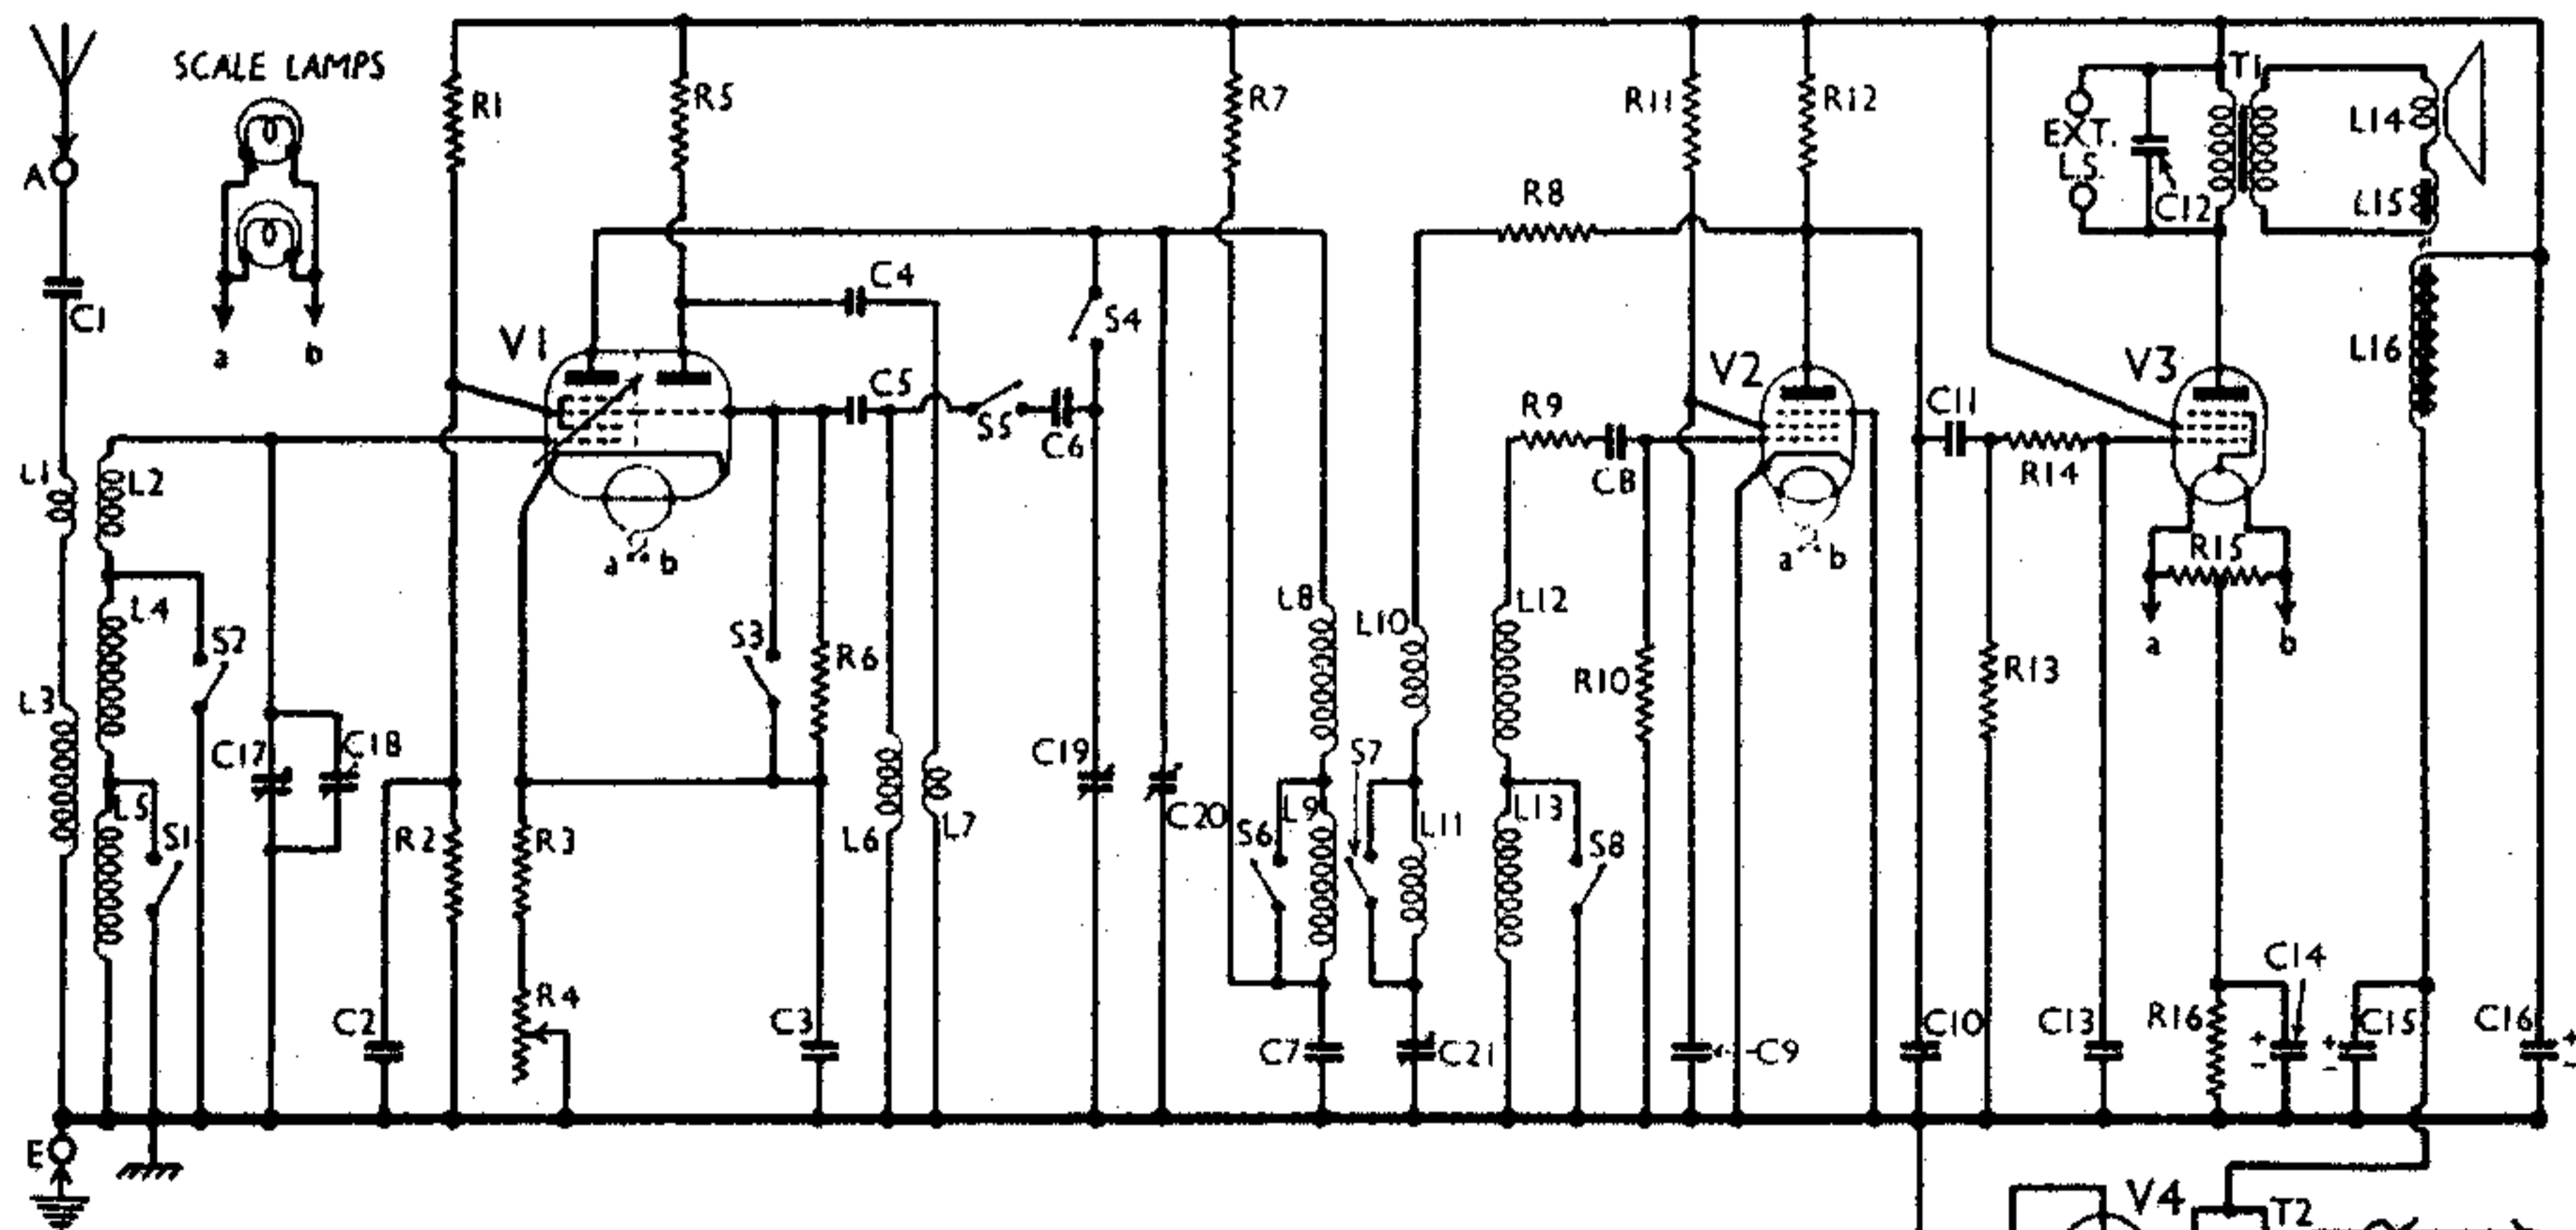 SCALE LAMPS
A
C1
a b
R1
R5
R7
R11
R12
T1
EXT.
L.S.
C12
L14
L15
L16
R8
C4
S4
V1
C5
S5
C6
V2
R9
C8
C11
R14
V3
L1
L2
a b
a b
R15
a b
L4
S2
S3
R6
L8
L10
L12
R10
R13
L3
C17
C18
L5
S1
R2
R3
L6
L7
C19
C20
S6
L9
S7
L11
L13
S8
R4
C2
C3
C7
C21
C9
C10
C13
R16
C14
+
-
C15
+
-
C16
+
-
E
V4
T2